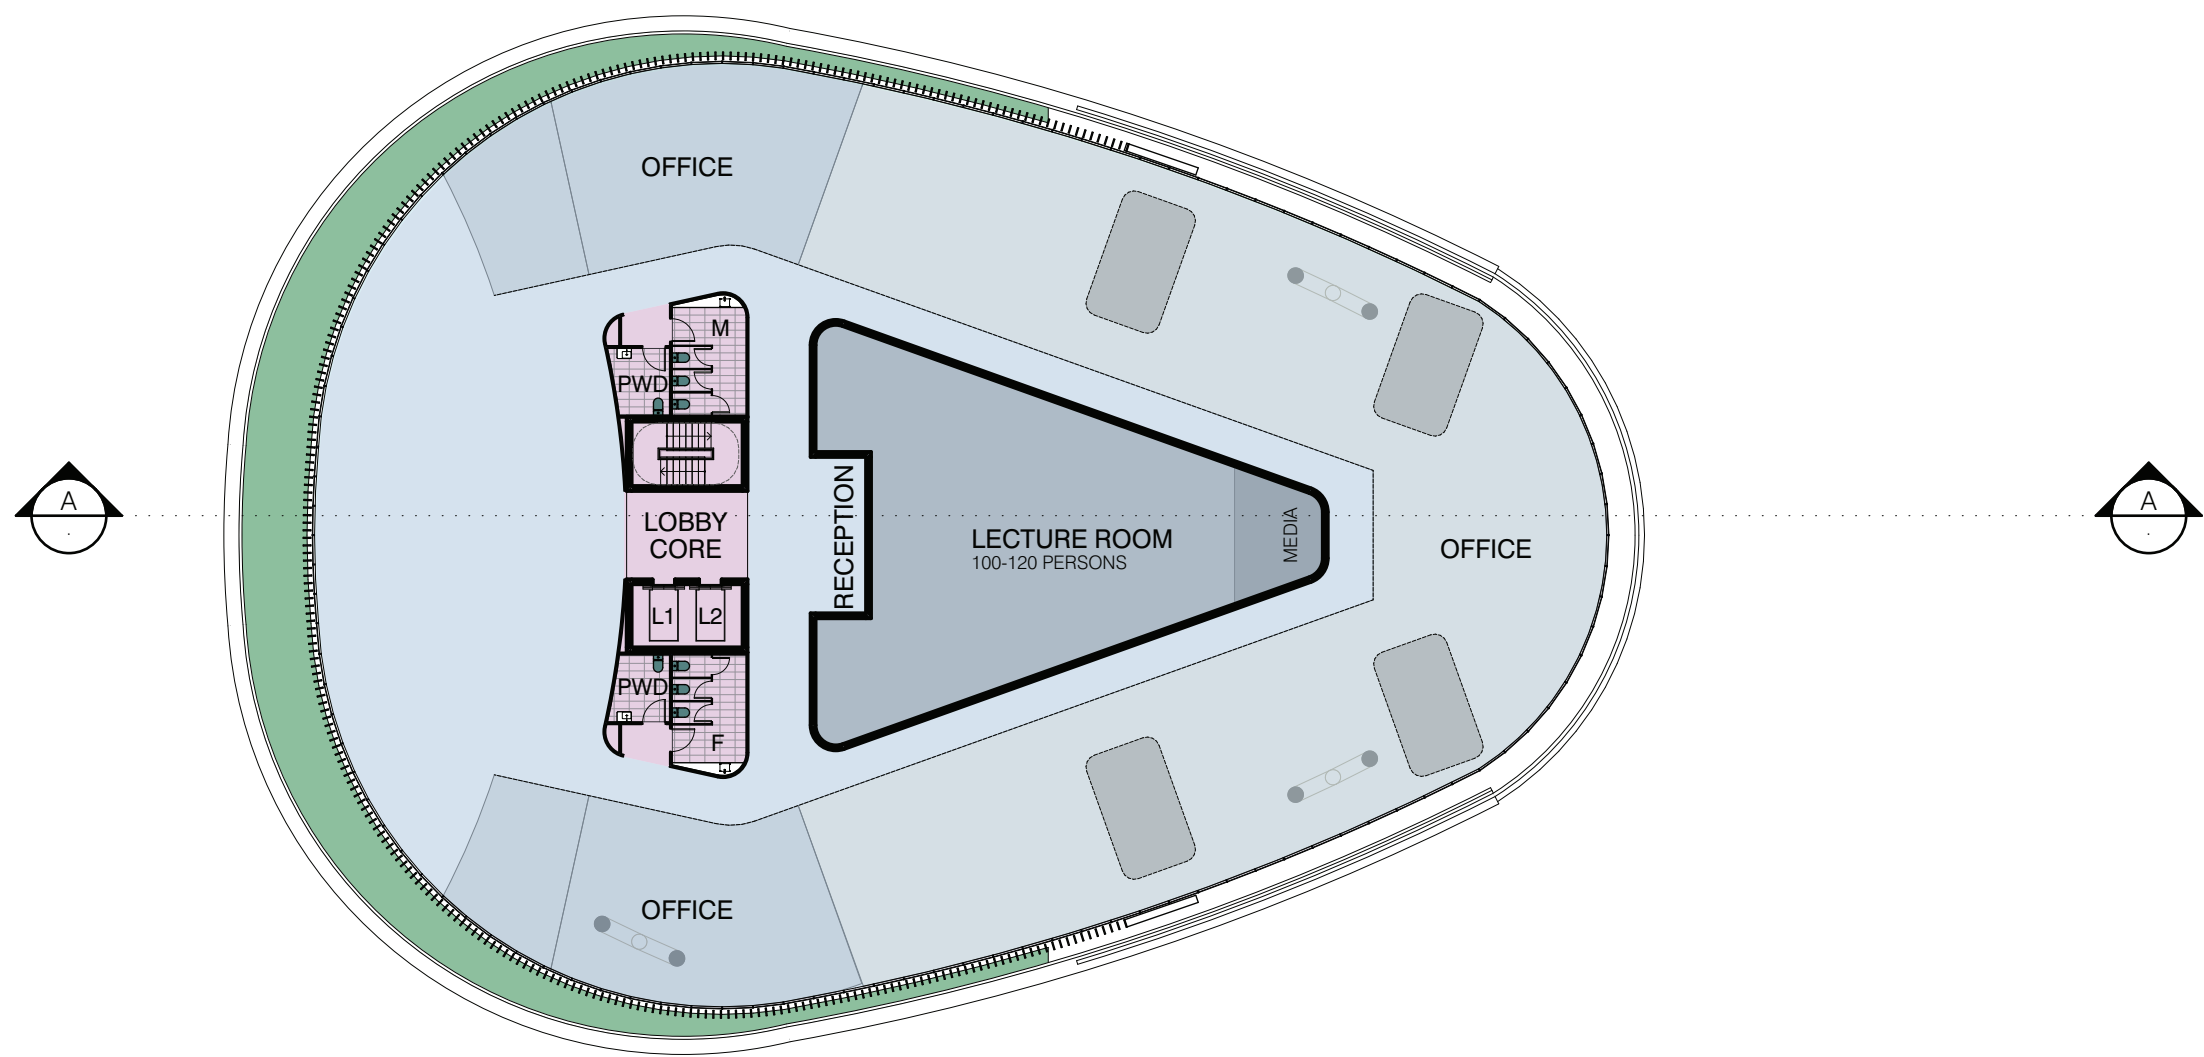 OFFICE
M
PWD
A
LOBBY
CORE
RECEPTION
LECTURE ROOM
100-120 PERSONS
MEDIA
OFFICE
A
L1
L2
PWD
F
OFFICE